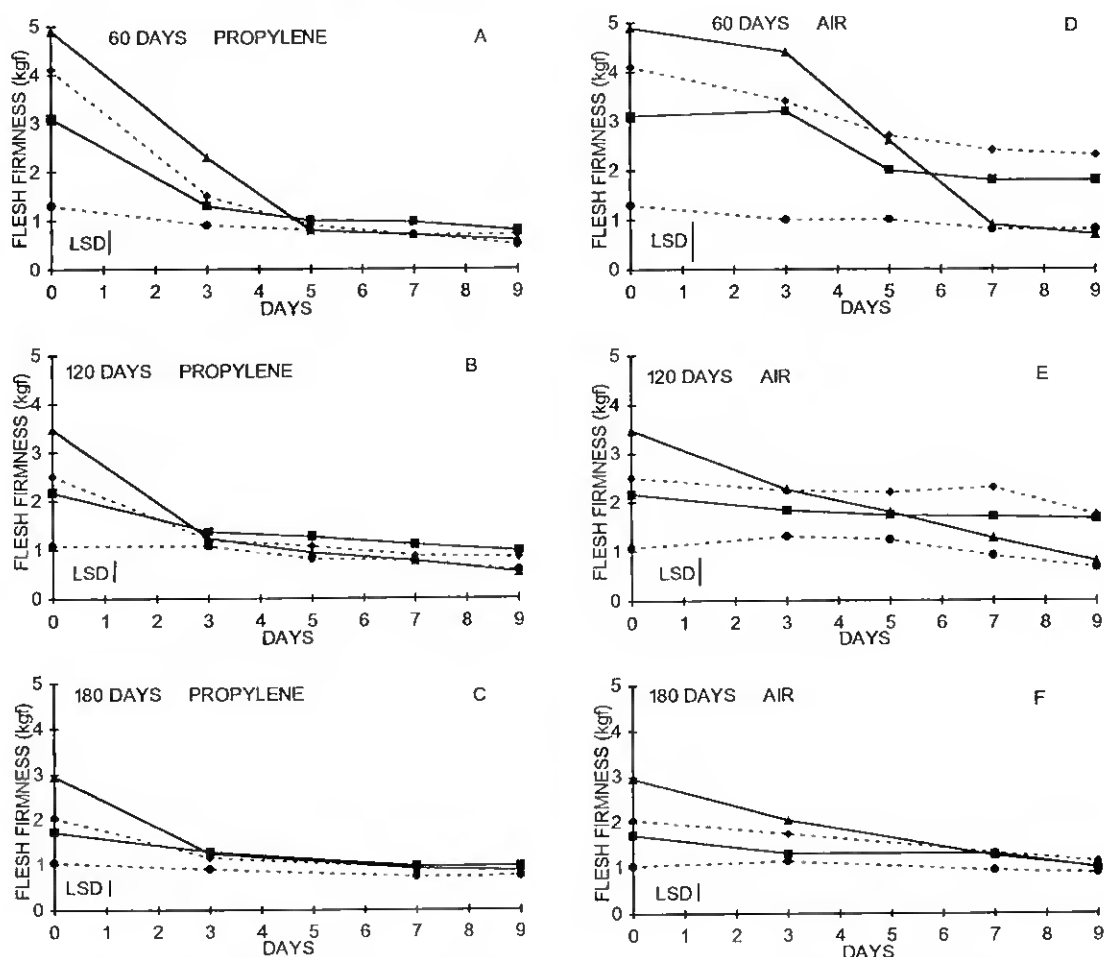 60 DAYS PROPYLENE A
FLESH FIRMNESS (kgf)
5
4
3
2
1
0
LSD
0 1 2 3 4 5 6 7 8 9
DAYS
60 DAYS AIR D
FLESH FIRMNESS (kgf)
5
4
3
2
1
0
LSD
0 1 2 3 4 5 6 7 8 9
DAYS
120 DAYS PROPYLENE B
FLESH FIRMNESS (kgf)
5
4
3
2
1
0
LSD
0 1 2 3 4 5 6 7 8 9
DAYS
120 DAYS AIR E
FLESH FIRMNESS (kgf)
5
4
3
2
1
0
LSD
0 1 2 3 4 5 6 7 8 9
DAYS
180 DAYS PROPYLENE C
FLESH FIRMNESS (kgf)
5
4
3
2
1
0
LSD
0 1 2 3 4 5 6 7 8 9
DAYS
180 DAYS AIR F
FLESH FIRMNESS (kgf)
5
4
3
2
1
0
LSD
0 1 2 3 4 5 6 7 8 9
DAYS